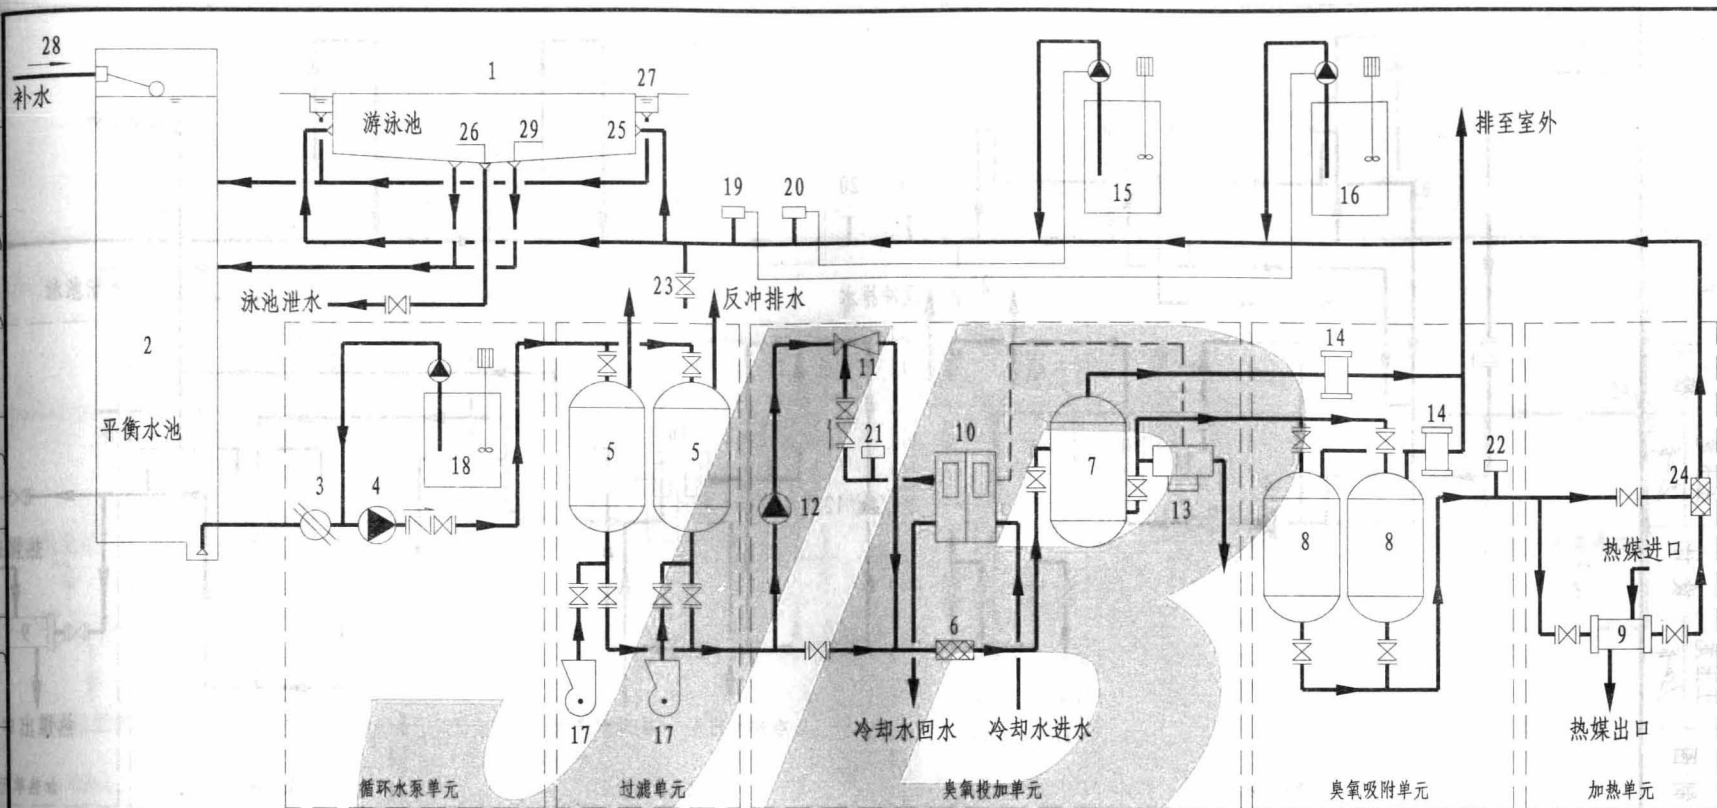 28
补水
1
27
游泳池
26
29
25
19
20
15
16
排至室外
泳池泄水
23
反冲排水
2
平衡水池
3
4
18
5
5
11
12
21
10
7
13
14
14
22
24
8
8
6
热媒进口
9
热媒出口
17
17
冷却水回水
冷却水进水
循环水泵单元
过滤单元
臭氧投加单元
臭氧吸附单元
加热单元